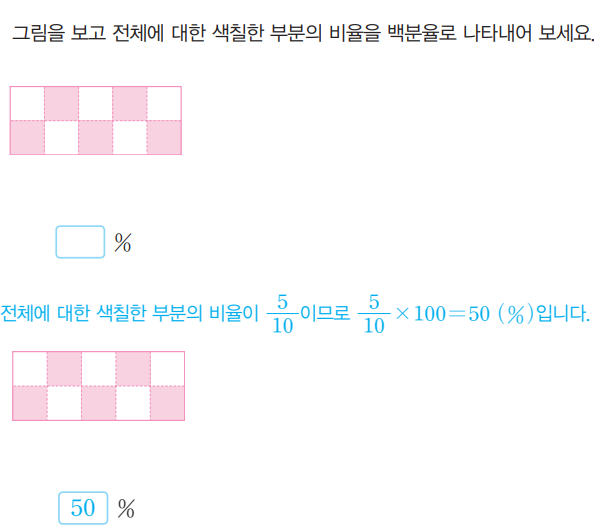 그림을 보고 전체에 대한 색칠한 부분의 비율을 백분율로 나타내어 보세요.
%
전체에 대한 색칠한 부분의 비율이 5/10이므로 5/10×100=50 (%)입니다.
50 %